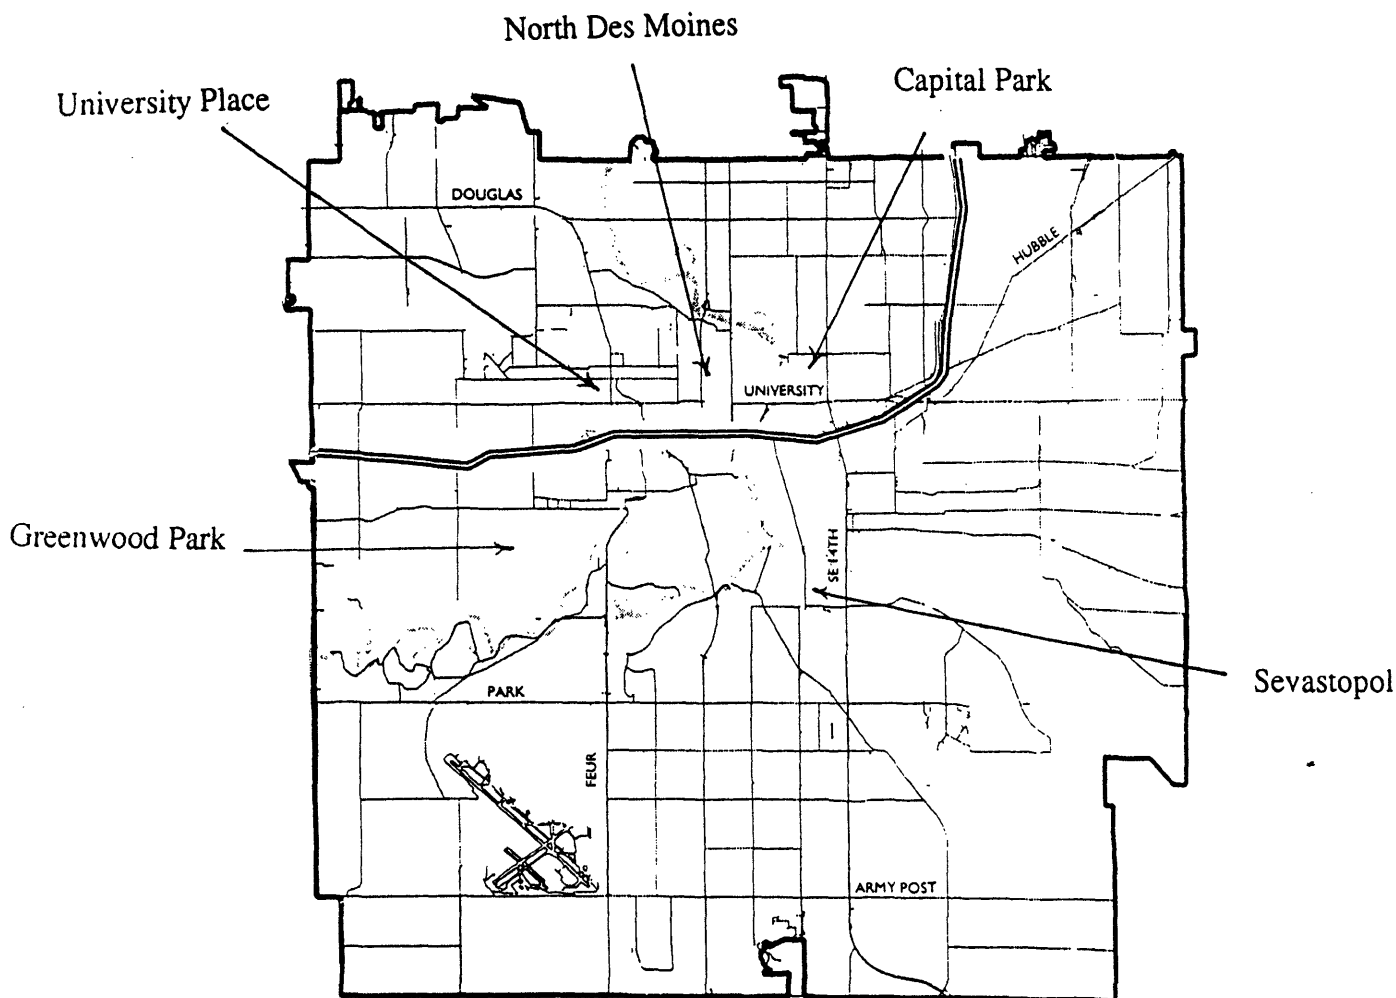 North Des Moines
Capital Park
University Place
DOUGLAS
HUBBLE
UNIVERSITY
Greenwood Park
SE 14TH
Sevastopol
PARK
FEUR
ARMY POST